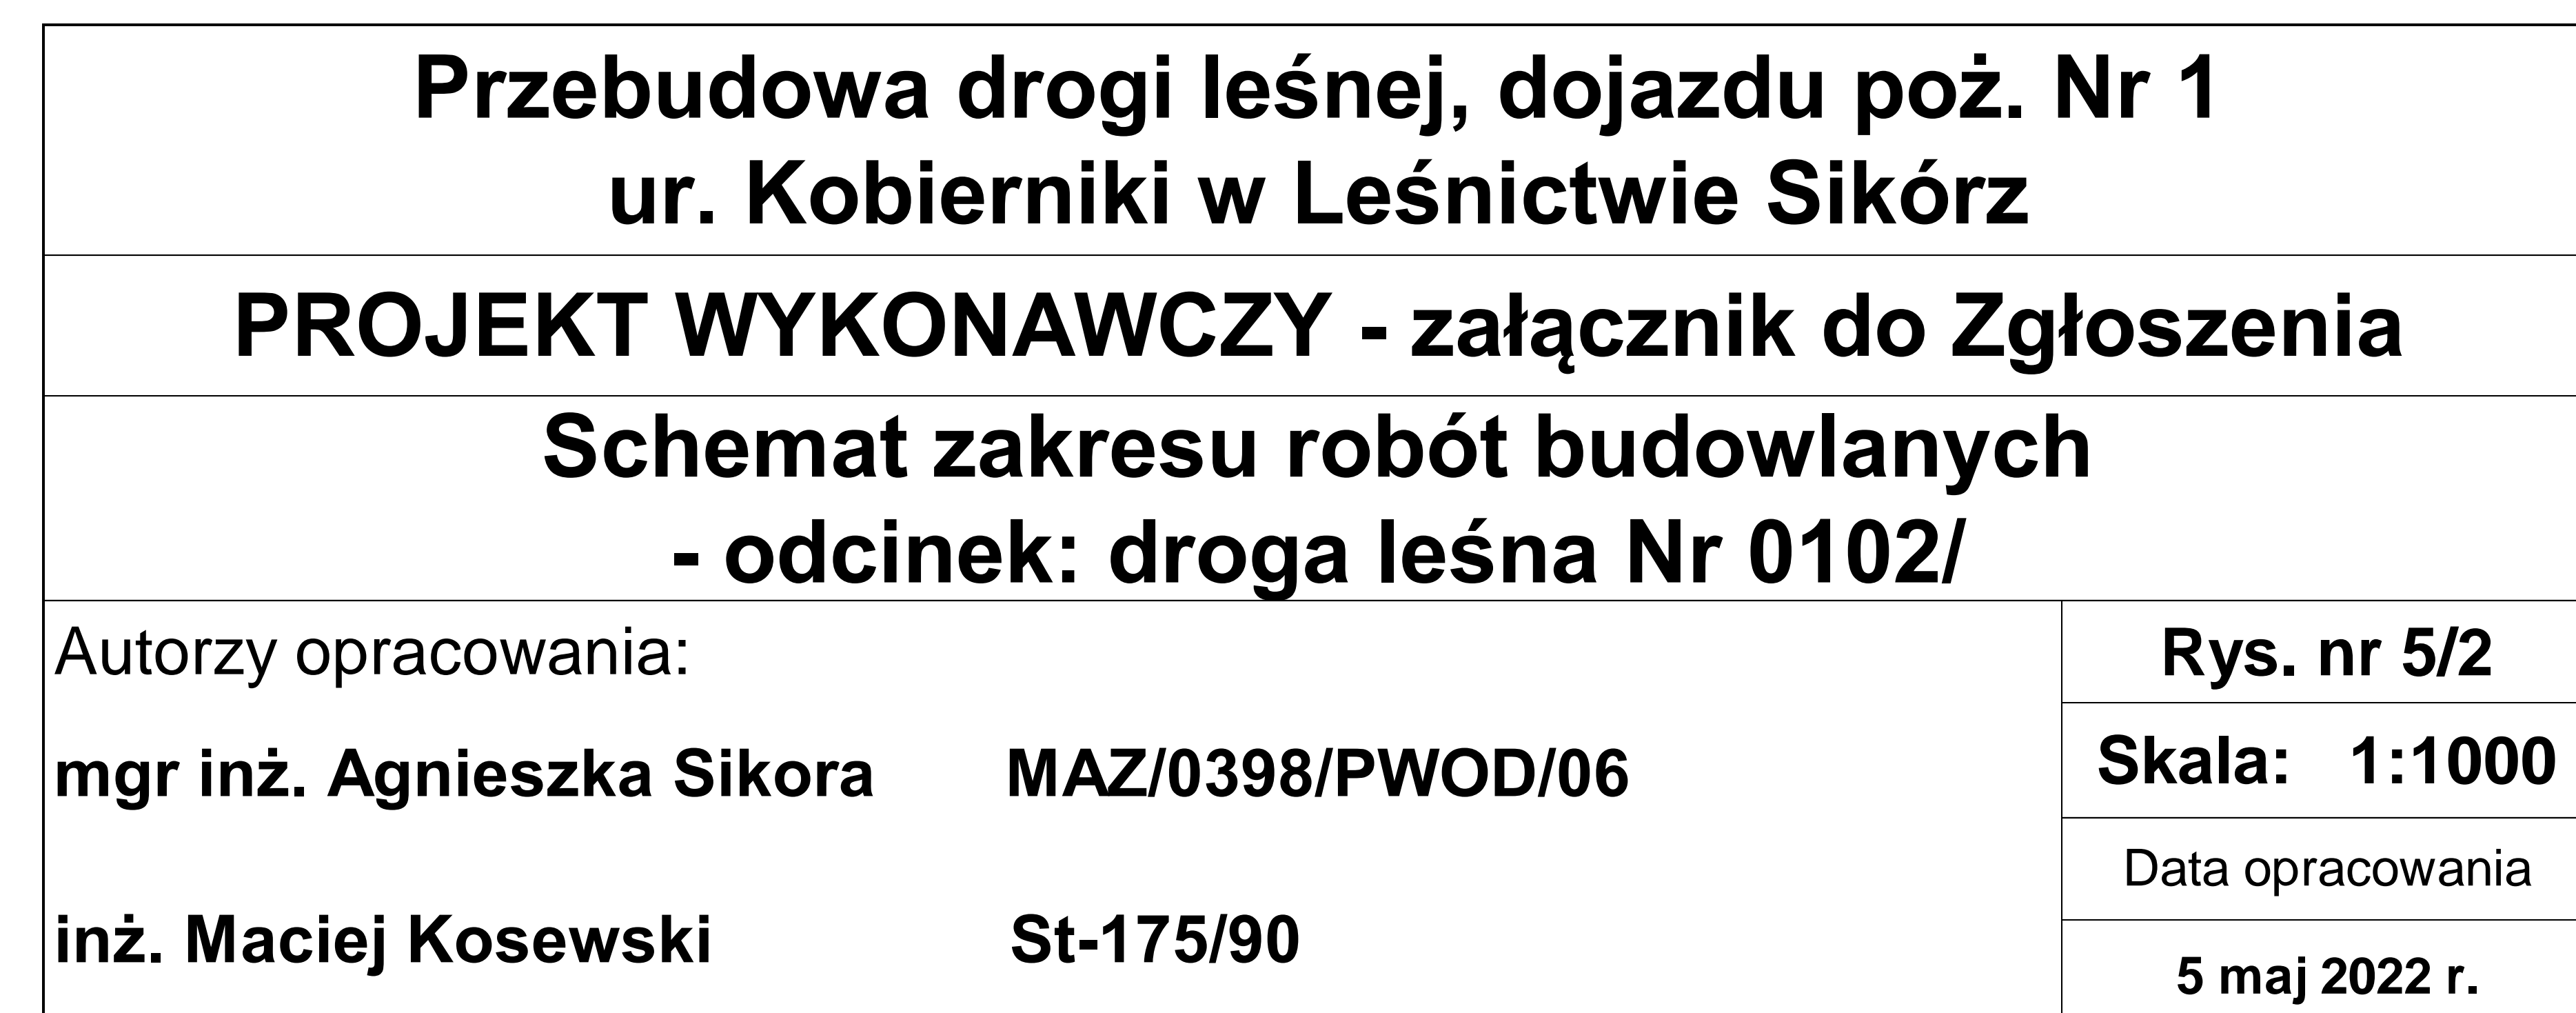 Przebudowa drogi leśnej, dojazdu poż. Nr 1
ur. Kobierniki w Leśnictwie Sikórz
PROJEKT WYKONAWCZY - załącznik do Zgłoszenia
Schemat zakresu robót budowlanych
- odcinek: droga leśna Nr 0102/
Autorzy opracowania:
mgr inż. Agnieszka Sikora MAZ/0398/PWOD/06
inż. Maciej Kosewski St-175/90
Rys. nr 5/2
Skala: 1:1000
Data opracowania
5 maj 2022 r.